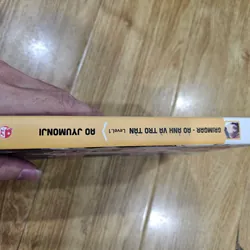 GRIMGAR - ẢO ẢNH VÀ TRO TÀN Level.1 AO JYUMONJI